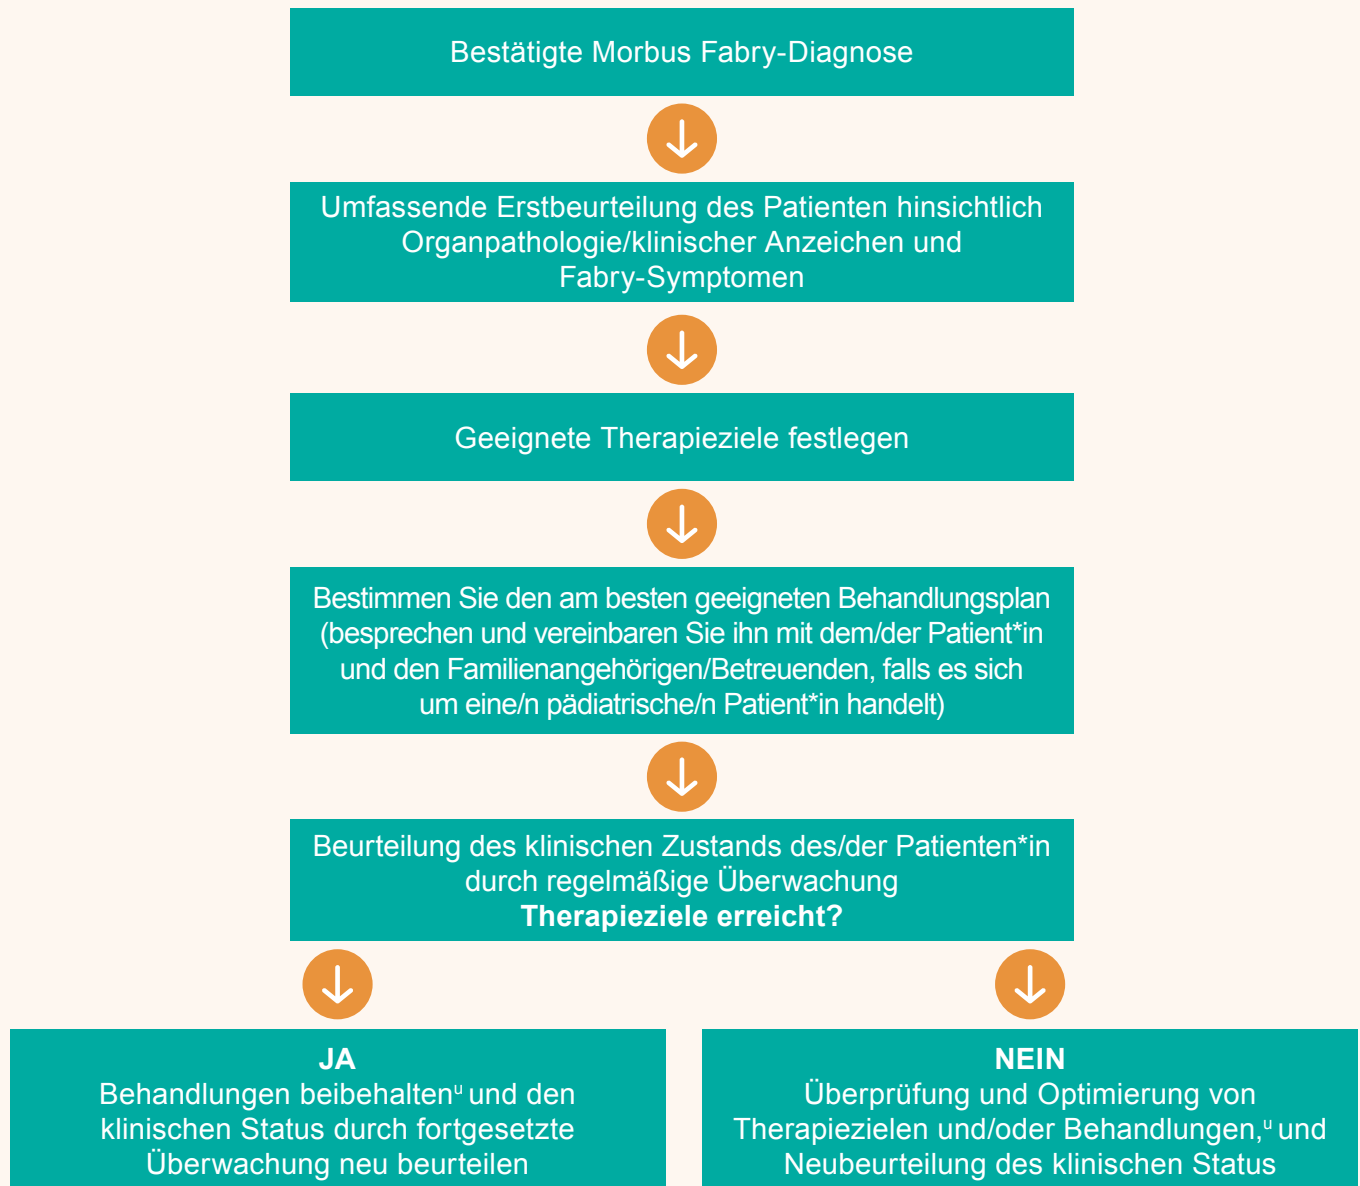 Bestätigte Morbus Fabry-Diagnose
Umfassende Erstbeurteilung des Patienten hinsichtlich
Organpathologie/klinischer Anzeichen und
Fabry-Symptomen
Geeignete Therapieziele festlegen
Bestimmen Sie den am besten geeigneten Behandlungsplan
(besprechen und vereinbaren Sie ihn mit dem/der Patient*in
und den Familienangehörigen/Betreuenden, falls es sich
um eine/n pädiatrische/n Patient*in handelt)
Beurteilung des klinischen Zustands des/der Patienten*in
durch regelmäßige Überwachung
Therapieziele erreicht?
JA
Behandlungen beibehaltenᵘ und den
klinischen Status durch fortgesetzte
Überwachung neu beurteilen
NEIN
Überprüfung und Optimierung von
Therapiezielen und/oder Behandlungen,ᵘ und
Neubeurteilung des klinischen Status